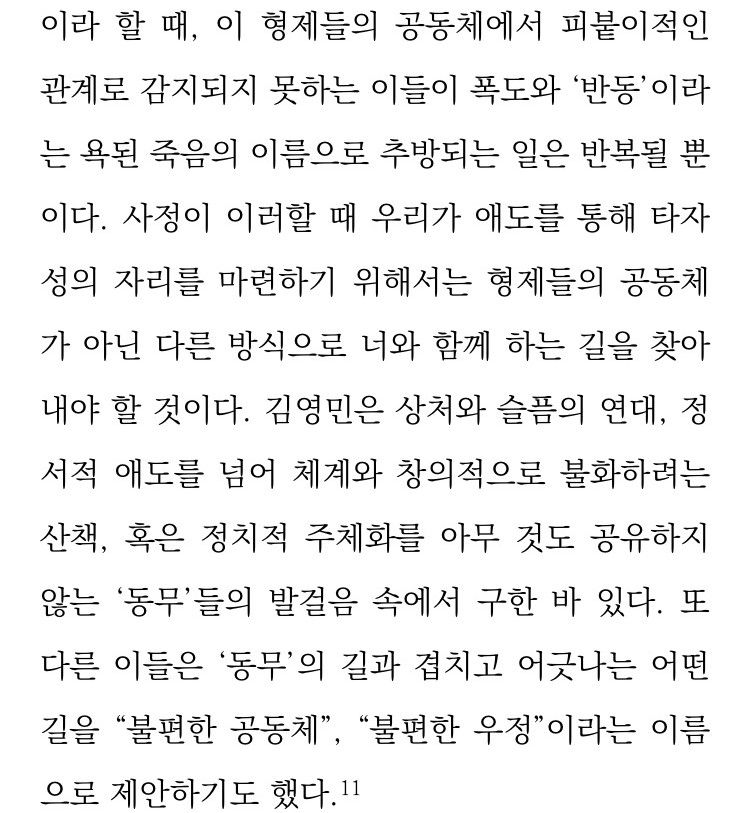 이라 할 때, 이 형제들의 공동체에서 피붙이적인
관계로 감지되지 못하는 이들이 폭도와 ‘반동’이라
는 욕된 죽음의 이름으로 추방되는 일은 반복될 뿐
이다. 사정이 이러할 때 우리가 애도를 통해 타자
성의 자리를 마련하기 위해서는 형제들의 공동체
가 아닌 다른 방식으로 너와 함께 하는 길을 찾아
내야 할 것이다. 김영민은 상처와 슬픔의 연대, 정
서적 애도를 넘어 체계와 창의적으로 불화하려는
산책, 혹은 정치적 주체화를 아무 것도 공유하지
않는 ‘동무’들의 발걸음 속에서 구한 바 있다. 또
다른 이들은 ‘동무’의 길과 겹치고 어긋나는 어떤
길을 “불편한 공동체”, “불편한 우정”이라는 이름
으로 제안하기도 했다.11